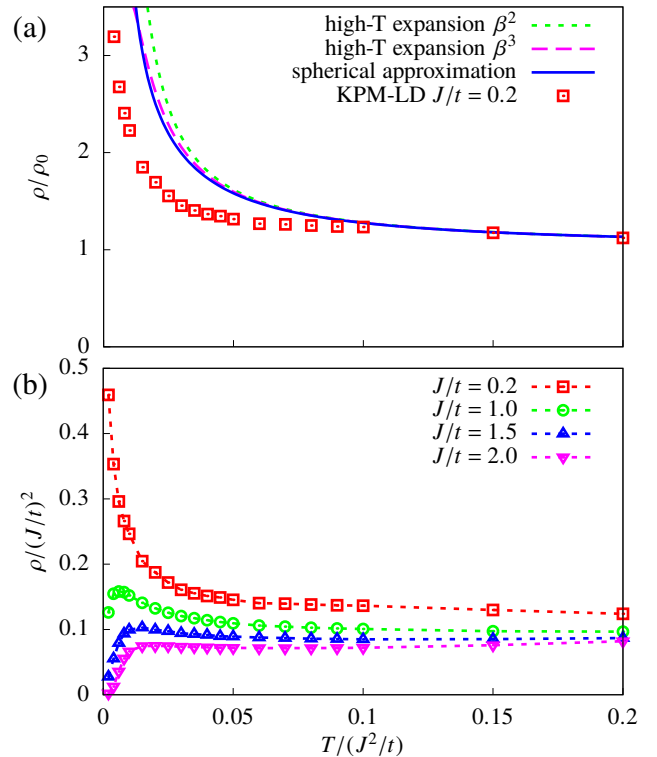 (a)
high-T expansion β²
high-T expansion β³
spherical approximation
KPM-LD J/t = 0.2
ρ/ρ₀
3
2
1
0
(b)
J/t = 0.2
J/t = 1.0
J/t = 1.5
J/t = 2.0
ρ/(J/t)²
0.5
0.4
0.3
0.2
0.1
0
0 0.05 0.1 0.15 0.2
T/(J²/t)